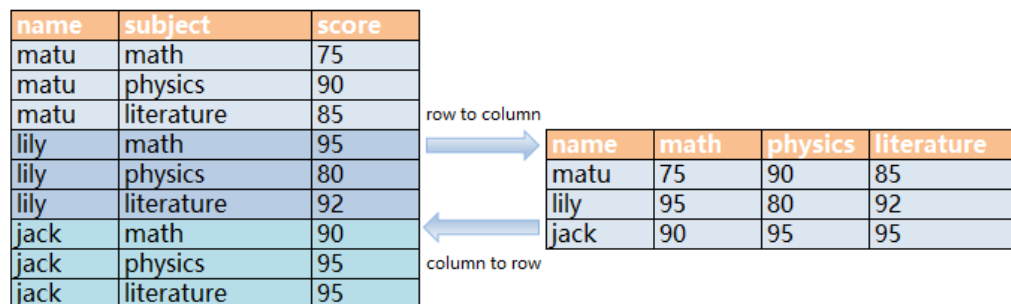 name subject score
matu math 75
matu physics 90
matu literature 85
lily math 95
lily physics 80
lily literature 92
jack math 90
jack physics 95
jack literature 95
row to column
column to row
name math physics literature
matu 75 90 85
lily 95 80 92
jack 90 95 95